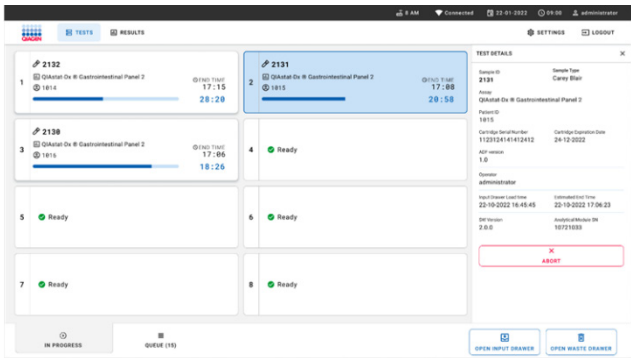 8 AM Connected 22-01-2022 09:30 administrator
QIAGEN TESTS RESULTS SETTINGS LOGOUT
1
2132
QIAstat-Dx ® Gastrointestinal Panel 2
1014
END TIME
17:15
28:20
2
2131
QIAstat-Dx ® Gastrointestinal Panel 2
1015
END TIME
17:08
20:58
3
2130
QIAstat-Dx ® Gastrointestinal Panel 2
1016
END TIME
17:06
18:26
4 Ready
5 Ready
6 Ready
7 Ready
8 Ready
TEST DETAILS
Sample ID Sample Type
2131 Carey Blair
Assay
QIAstat-Dx ® Gastrointestinal Panel 2
Patient ID
1015
Cartridge Serial Number Cartridge Expiration Date
1123124141412412 24-12-2022
ADF version
1.0
Operator
administrator
Input Drawer Load time Estimated End Time
22-10-2022 16:45:45 22-10-2022 17:06:23
SW Version Analytical Module SN
2.0.0 10721033
ABORT
IN PROGRESS QUEUE (15) OPEN INPUT DRAWER OPEN WASTE DRAWER